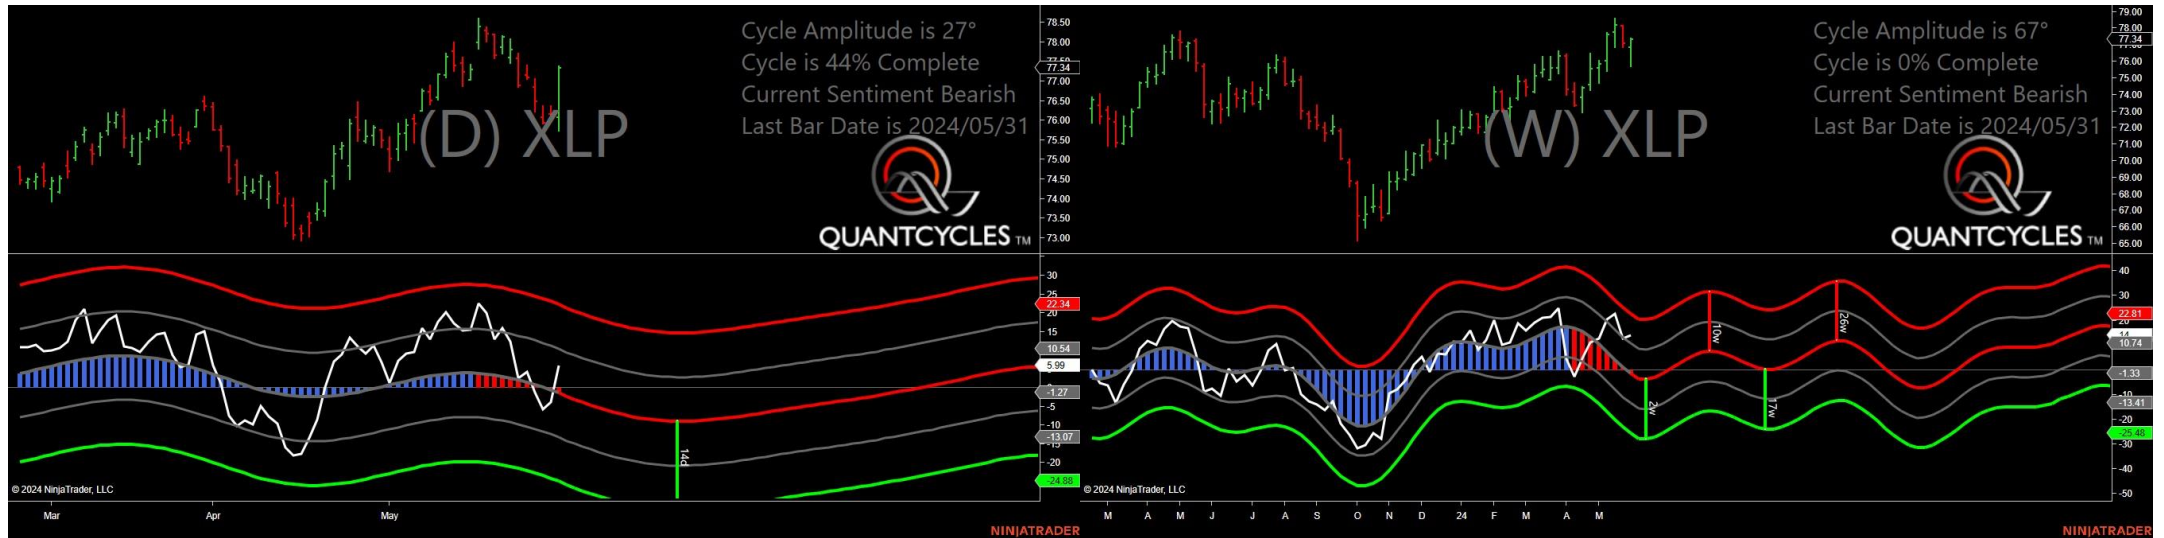 Cycle Amplitude is 27°
Cycle is 44% Complete
Current Sentiment Bearish
Last Bar Date is 2024/05/31
(D) XLP
QUANTCYCLES TM
78.50
78.00
77.34
77.00
76.50
76.00
75.50
75.00
74.50
74.00
73.50
73.00
30
25
22.34
20
15
10.54
5.99
-1.27
-5
-10
-13.07
-20
-24.88
14d
© 2024 NinjaTrader, LLC
Mar Apr May
NINJATRADER
Cycle Amplitude is 67°
Cycle is 0% Complete
Current Sentiment Bearish
Last Bar Date is 2024/05/31
(W) XLP
QUANTCYCLES TM
79.00
78.00
77.34
76.00
75.00
74.00
73.00
72.00
71.00
70.00
69.00
68.00
67.00
66.00
65.00
40
30
22.81
10.74
-1.33
-13.41
-20
-25.48
-30
-40
-50
2w 10w 17w 26w
© 2024 NinjaTrader, LLC
M A M J J A S O N D 24 F M A M
NINJATRADER